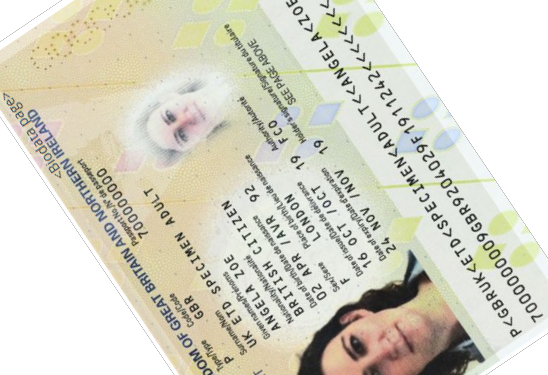 <Biodata page>
DOM OF GREAT BRITAIN AND NORTHERN IRELAND
Type/Type
Code/Code
Passport No./No de passeport
P
GBR
700000000
Surname/Nom
UK ETD SPECIMEN ADULT
Given names/Prénoms
ANGELA ZOE
Nationality/Nationalité
BRITISH CITIZEN
Date of birth/Date de naissance
02 APR /AVR 92
Sex/Sexe
Place of birth/Lieu de naissance
F
LONDON
Date of issue/Date de délivrance
Authority/Autorité
16 OCT /OCT 19
FCO
Date of expiry/Date d'expiration
Holder's signature/Signature du titulaire
24 NOV /NOV 19
SEE PAGE ABOVE
P<GBRUK<ETD<SPECIMEN<ADULT<<ANGELA<ZOE
7000000009GBR9204029F1911242<<<<<<